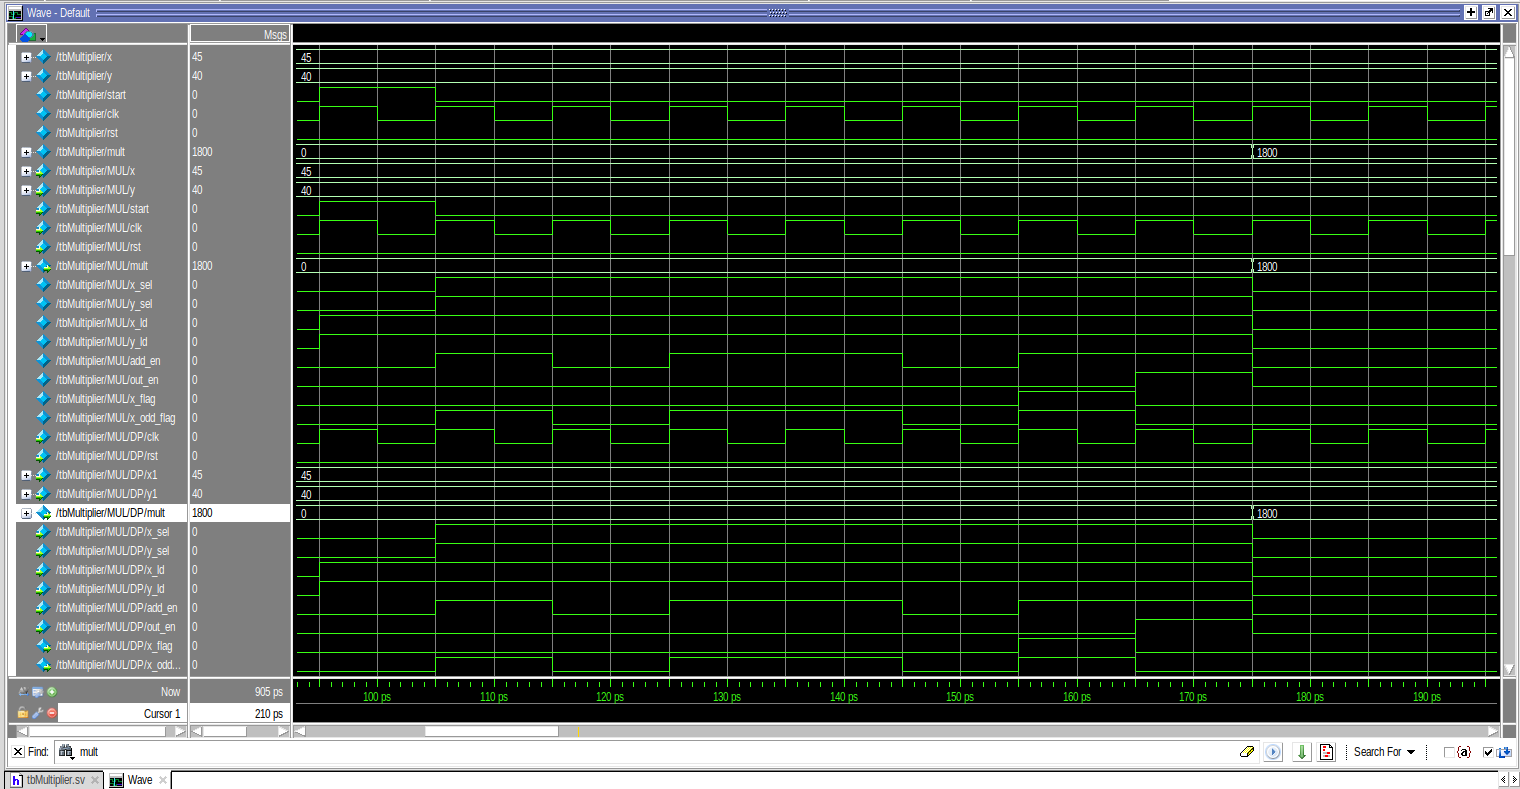 Wave - Default
Msgs
/tbMultiplier/x 45 45
/tbMultiplier/y 40 40
/tbMultiplier/start 0
/tbMultiplier/clk 0
/tbMultiplier/rst 0
/tbMultiplier/mult 1800 0 1800
/tbMultiplier/MUL/x 45 45
/tbMultiplier/MUL/y 40 40
/tbMultiplier/MUL/start 0
/tbMultiplier/MUL/clk 0
/tbMultiplier/MUL/rst 0
/tbMultiplier/MUL/mult 1800 0 1800
/tbMultiplier/MUL/x_sel 0
/tbMultiplier/MUL/y_sel 0
/tbMultiplier/MUL/x_ld 0
/tbMultiplier/MUL/y_ld 0
/tbMultiplier/MUL/add_en 0
/tbMultiplier/MUL/out_en 0
/tbMultiplier/MUL/x_flag 0
/tbMultiplier/MUL/x_odd_flag 0
/tbMultiplier/MUL/DP/clk 0
/tbMultiplier/MUL/DP/rst 0
/tbMultiplier/MUL/DP/x1 45 45
/tbMultiplier/MUL/DP/y1 40 40
/tbMultiplier/MUL/DP/mult 1800 0 1800
/tbMultiplier/MUL/DP/x_sel 0
/tbMultiplier/MUL/DP/y_sel 0
/tbMultiplier/MUL/DP/x_ld 0
/tbMultiplier/MUL/DP/y_ld 0
/tbMultiplier/MUL/DP/add_en 0
/tbMultiplier/MUL/DP/out_en 0
/tbMultiplier/MUL/DP/x_flag 0
/tbMultiplier/MUL/DP/x_odd... 0
Now 905 ps 100 ps 110 ps 120 ps 130 ps 140 ps 150 ps 160 ps 170 ps 180 ps 190 ps
Cursor 1 210 ps
Find: mult Search For {a}
h tbMultiplier.sv Wave